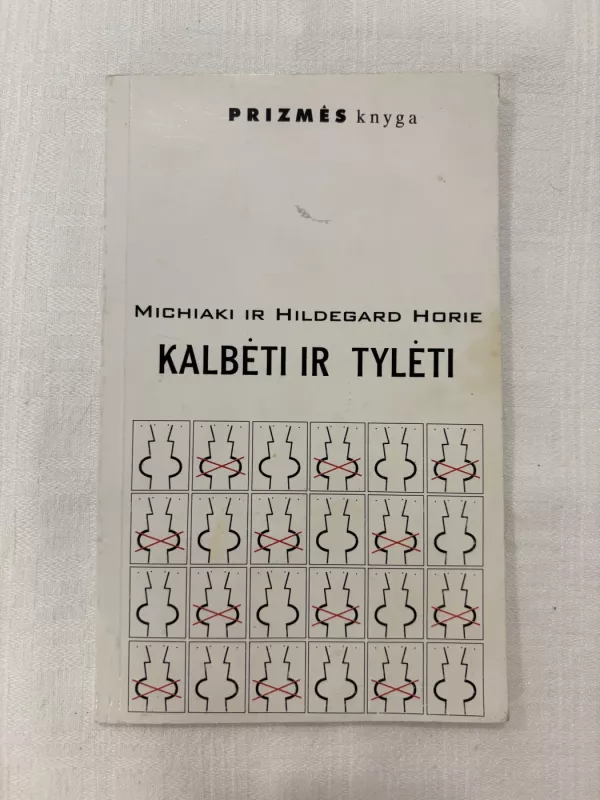 PRIZMĖS knyga
MICHIAKI IR HILDEGARD HORIE
KALBĖTI IR TYLĖTI